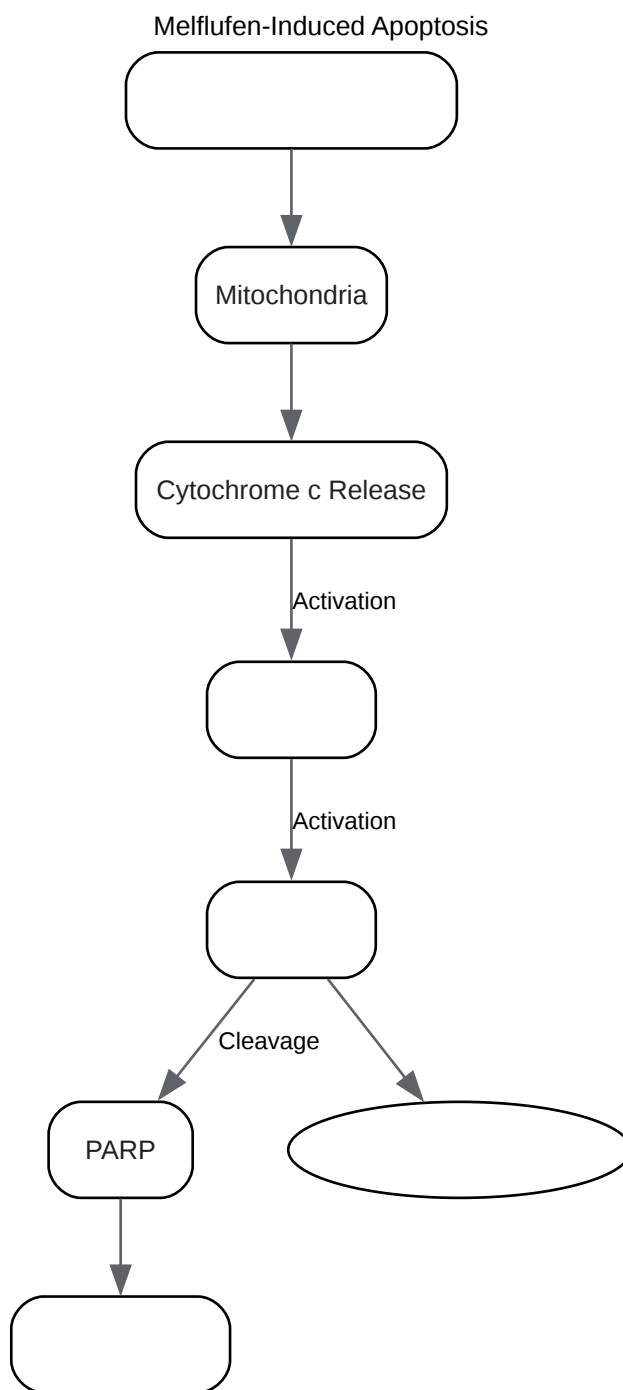 Melflufen-Induced Apoptosis
Mitochondria
Cytochrome c Release
Activation
Activation
Cleavage
PARP